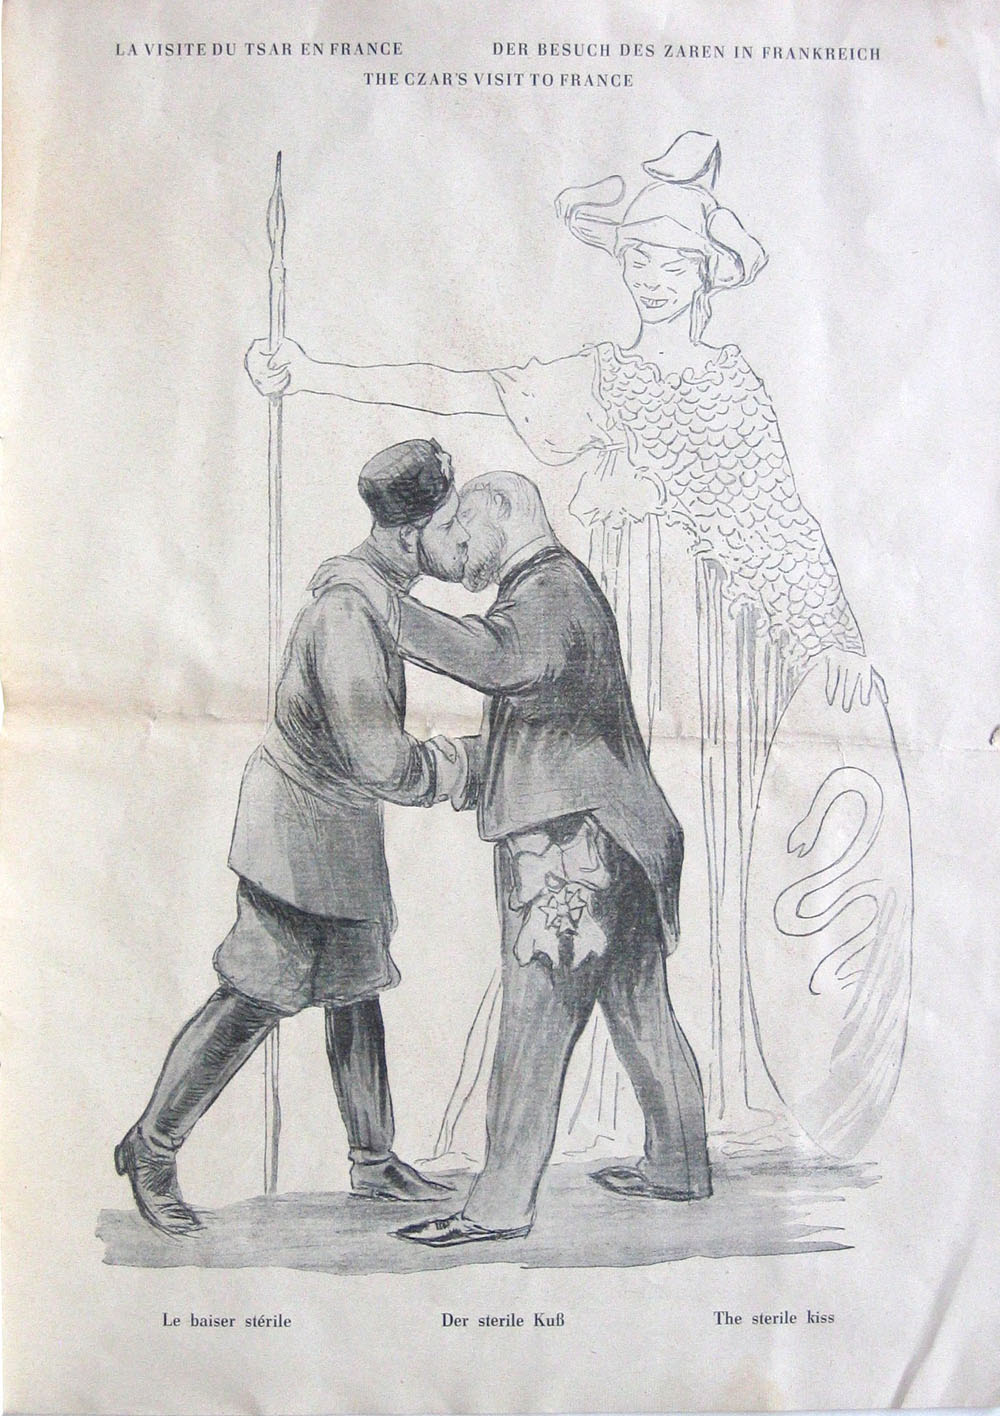 LA VISITE DU TSAR EN FRANCE
DER BESUCH DES ZAREN IN FRANKREICH
THE CZAR'S VISIT TO FRANCE
Le baiser stérile
Der sterile Kuß
The sterile kiss